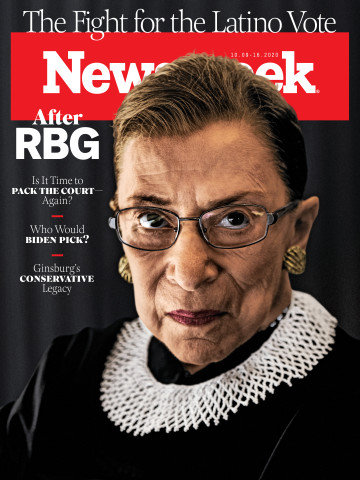 The Fight for the Latino Vote
10.09-16.2020
Newsweek
After
RBG
Is It Time to
PACK THE COURT—
Again?
Who Would
BIDEN PICK?
Ginsburg's
CONSERVATIVE
Legacy